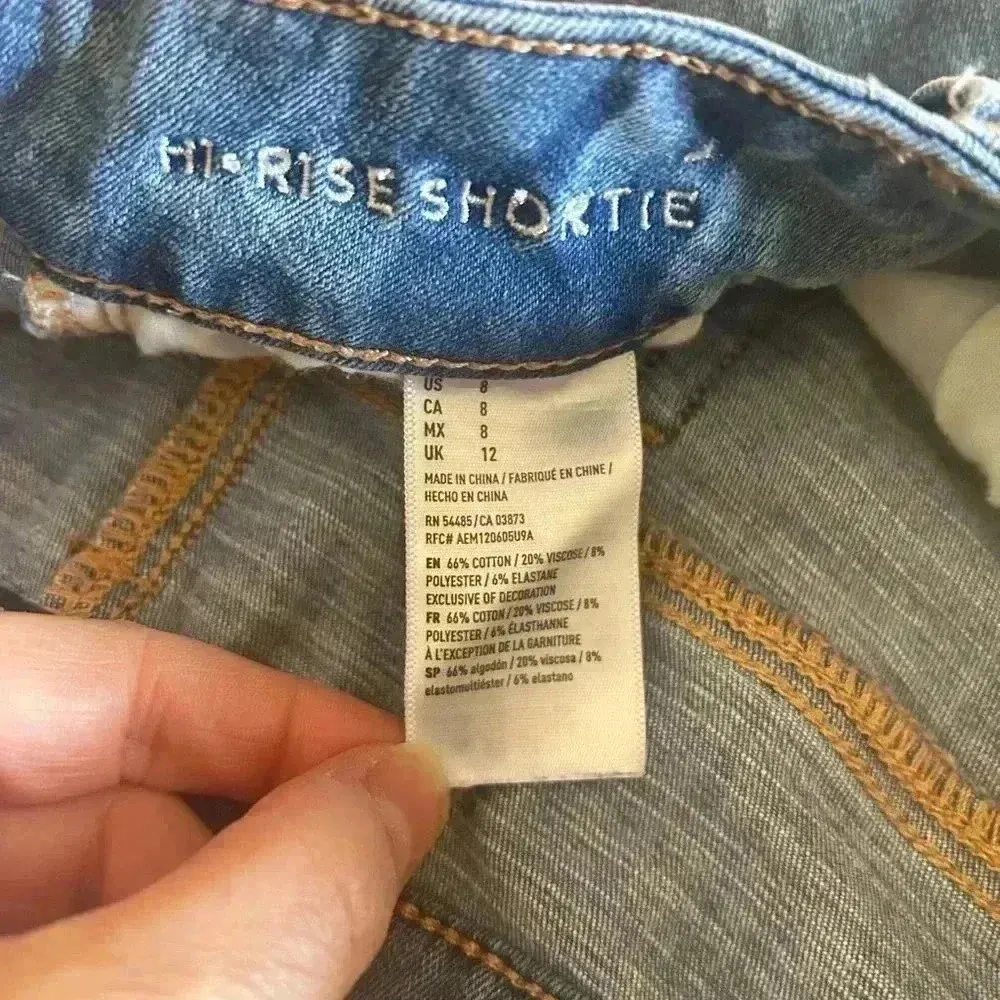 HI-RISE SHORTIE
US 8
CA 8
MX 8
UK 12
MADE IN CHINA / FABRIQUÉ EN CHINE /
HECHO EN CHINA
RN 54485/CA 03873
RFC# AEM120605U9A
EN 66% COTTON / 20% VISCOSE / 8%
POLYESTER / 6% ELASTANE
EXCLUSIVE OF DECORATION
FR 66% COTON / 20% VISCOSE / 8%
POLYESTER / 6% ÉLASTHANNE
À L'EXCEPTION DE LA GARNITURE
SP 66% algodón / 20% viscosa / 8%
elastomultiéster / 6% elastano